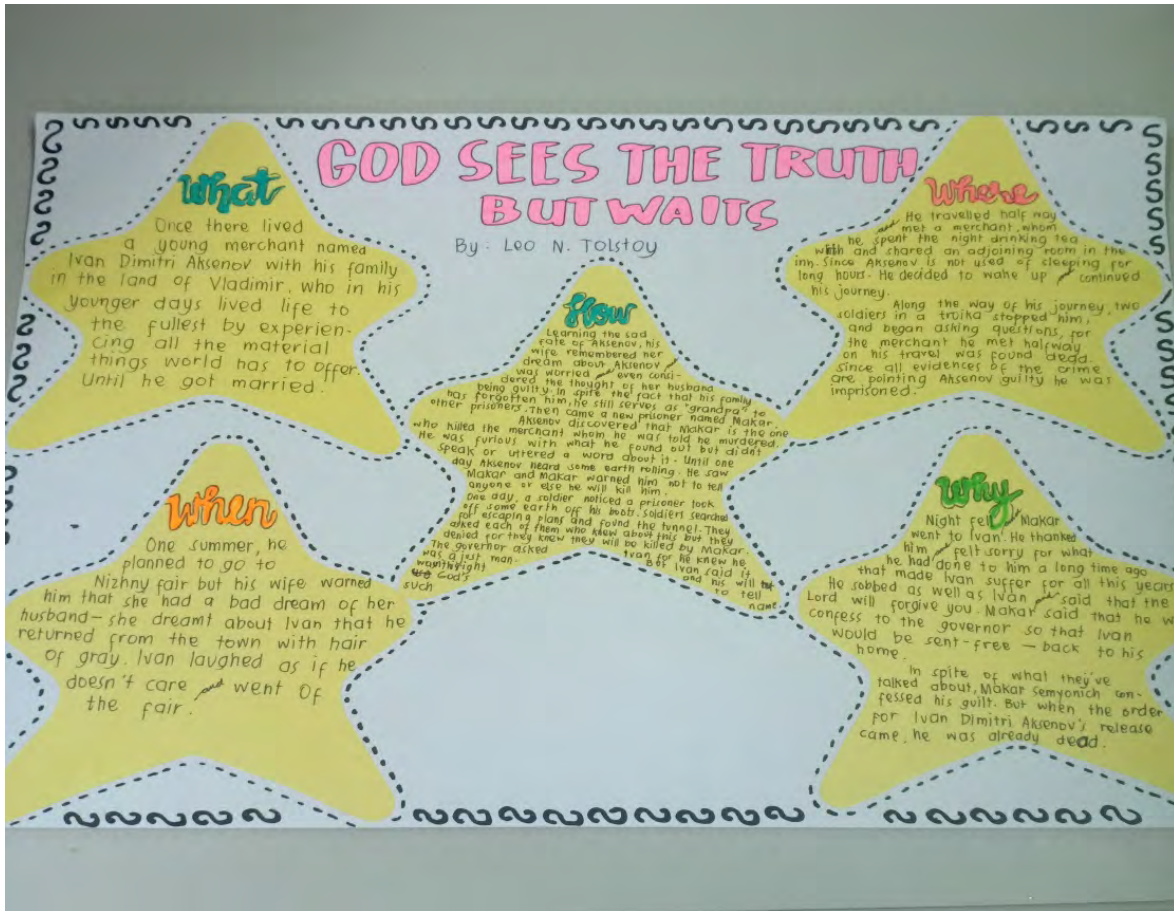 GOD SEES THE TRUTH
BUT WAITS
By: Leo N. Tolstoy
What
Once there lived
a young merchant named
Ivan Dimitri Aksenov with his family
in the land of Vladimir, who in his
younger days lived life to
the fullest by experien-
cing all the material
things world has to offer.
Until he got married.
Where
He travelled half way
and met a merchant, whom
he spent the night drinking tea
with and shared an adjoining room in the
inn. Since Aksenov is not used of sleeping for
long hours. He decided to wake up and continued
his journey.
Along the way of his journey, two
soldiers in a troika stopped him,
and began asking questions, for
the merchant he met halfway
on his travel was found dead.
Since all evidences of the crime
are pointing Aksenov guilty he was
imprisoned.
How
Learning the sad
fate of Aksenov, his
wife remembered her
dream about Aksenov
was worried and even consi-
dered the thought of her husband
being guilty. In spite the fact that his family
has forgotten him, he still serves as "grandpa" to
other prisoners. Then came a new prisoner named Makar.
Aksenov discovered that Makar is the one
who killed the merchant whom he was told he murdered.
He was furious with what he found out but didn't
speak or uttered a word about it. Until one
day Aksenov heard some earth rolling. He saw
Makar and Makar warned him not to tell
anyone or else he will kill him.
One day, a soldier noticed a prisoner took
off some earth off his boots. Soldiers searched
for escaping plans and found the tunnel. They
asked each of them who knew about this but they
denied for they knew they will be killed by Makar.
The governor asked Ivan for he knew he
was a just man. But Ivan said it
God's and his will
such to tell
name.
When
One summer, he
planned to go to
Nizhny fair but his wife warned
him that she had a bad dream of her
husband – she dreamt about Ivan that he
returned from the town with hair
of gray. Ivan laughed as if he
doesn't care and went Of
the fair.
Why
Night fell and Makar
went to Ivan. He thanked
him and felt sorry for what
he had done to him a long time ago
that made Ivan suffer for all this years
He sobbed as well as Ivan and said that the
Lord will forgive you. Makar said that he w
confess to the governor so that Ivan
would be sent-free – back to his
home.
In spite of what they've
talked about, Makar Semyonich con-
fessed his guilt. But when the order
for Ivan Dimitri Aksenov's release
came, he was already dead.